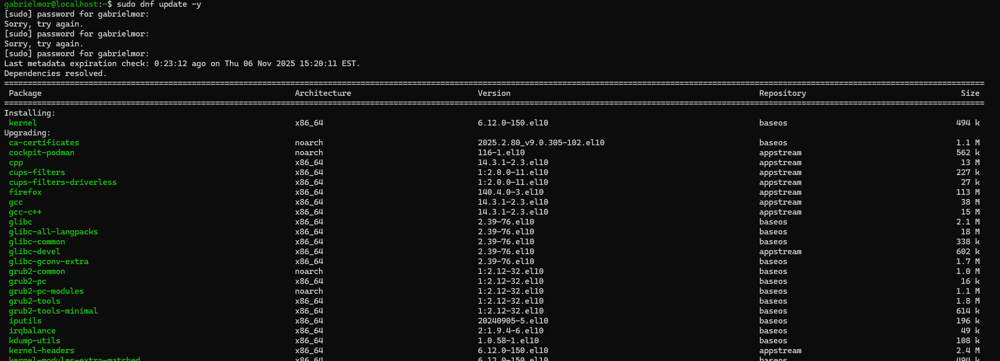 gabrielmor@localhost:~$ sudo dnf update -y
[sudo] password for gabrielmor:
Sorry, try again.
[sudo] password for gabrielmor:
Sorry, try again.
[sudo] password for gabrielmor:
Last metadata expiration check: 0:23:12 ago on Thu 06 Nov 2025 15:20:11 EST.
Dependencies resolved.
Package Architecture Version Repository Size
Installing:
kernel x86_64 6.12.0-150.el10 baseos 494 k
Upgrading:
ca-certificates noarch 2025.2.80_v9.0.305-102.el10 baseos 1.1 M
cockpit-podman noarch 116-1.el10 appstream 562 k
cpp x86_64 14.3.1-2.3.el10 appstream 13 M
cups-filters x86_64 1:2.0.0-11.el10 appstream 227 k
cups-filters-driverless x86_64 1:2.0.0-11.el10 appstream 27 k
firefox x86_64 140.4.0-3.el10 appstream 113 M
gcc x86_64 14.3.1-2.3.el10 appstream 38 M
gcc-c++ x86_64 14.3.1-2.3.el10 appstream 15 M
glibc x86_64 2.39-76.el10 baseos 2.1 M
glibc-all-langpacks x86_64 2.39-76.el10 baseos 18 M
glibc-common x86_64 2.39-76.el10 baseos 338 k
glibc-devel x86_64 2.39-76.el10 appstream 602 k
glibc-gconv-extra x86_64 2.39-76.el10 baseos 1.7 M
grub2-common noarch 1:2.12-32.el10 baseos 1.0 M
grub2-pc x86_64 1:2.12-32.el10 baseos 16 k
grub2-pc-modules noarch 1:2.12-32.el10 baseos 1.1 M
grub2-tools x86_64 1:2.12-32.el10 baseos 1.8 M
grub2-tools-minimal x86_64 1:2.12-32.el10 baseos 614 k
iputils x86_64 20240905-5.el10 baseos 196 k
irqbalance x86_64 2:1.9.4-6.el10 baseos 49 k
kdump-utils x86_64 1.0.58-1.el10 baseos 108 k
kernel-headers x86_64 6.12.0-150.el10 appstream 2.4 M
kernel-modules-extra-matched x86_64 6.12.0-150.el10 baseos 494 k